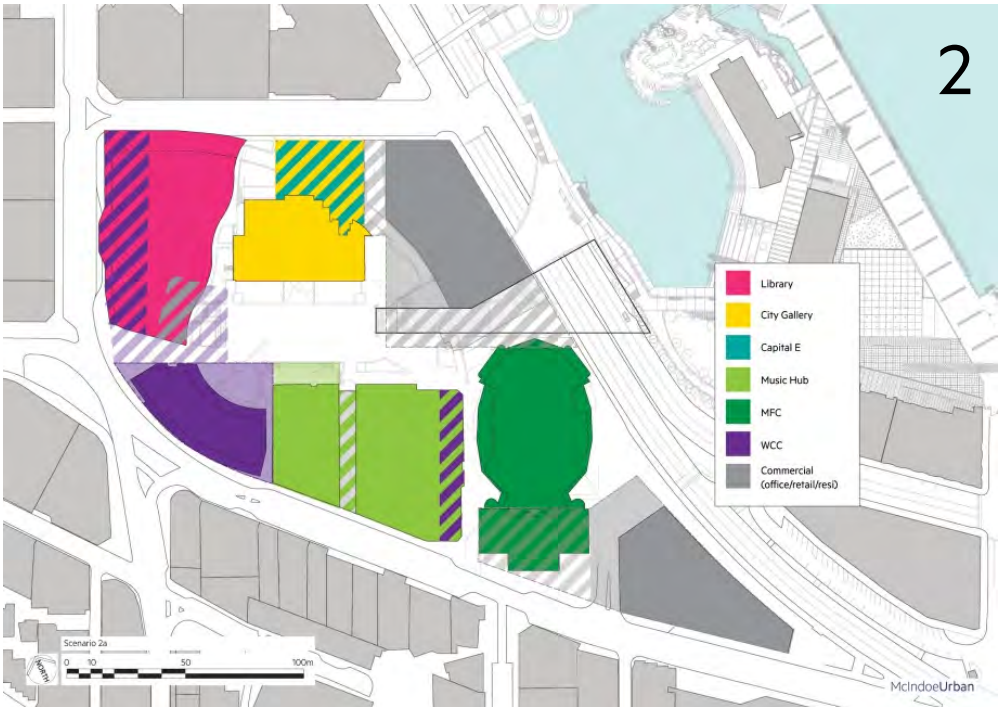 2
Library
City Gallery
Capital E
Music Hub
MFC
WCC
Commercial
(office/retail/resi)
Scenario 2a
0 10 50 100m
NORTH
McIndoeUrban